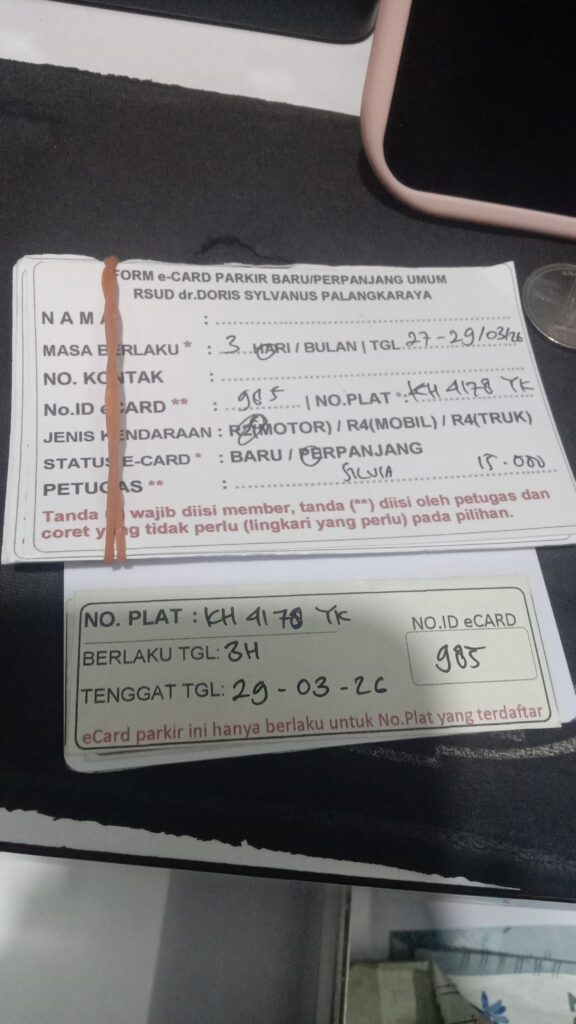 FORM e-CARD PARKIR BARU/PERPANJANG UMUM
RSUD dr.DORIS SYLVANUS PALANGKARAYA
NAMA :
MASA BERLAKU * : 3 HARI / BULAN | TGL 27-29/03/26
NO. KONTAK :
No.ID eCARD ** : 985 | NO.PLAT *: KH 4178 YK
JENIS KENDARAAN : R2(MOTOR) / R4(MOBIL) / R4(TRUK)
STATUS E-CARD * : BARU / PERPANJANG
PETUGAS ** : SILVIA 15.000
Tanda wajib diisi member, tanda (**) diisi oleh petugas dan
coret yang tidak perlu (lingkari yang perlu) pada pilihan.
NO. PLAT : KH 4178 YK
NO.ID eCARD
BERLAKU TGL: 3H
985
TENGGAT TGL: 29-03-26
eCard parkir ini hanya berlaku untuk No.Plat yang terdaftar